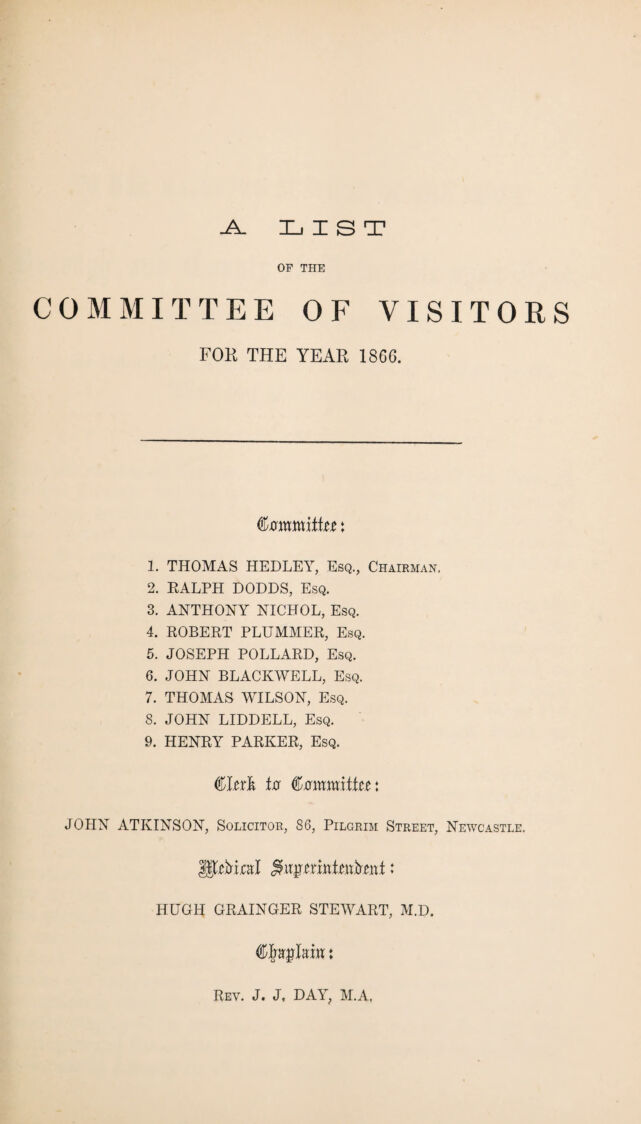 A LIST
OF THE
COMMITTEE OF VISITORS
FOR THE YEAR 1866.
Committee:
1. THOMAS HEDLEY, Esq., Chairman.
2. RALPH DODDS, Esq.
3. ANTHONY NICHOL, Esq.
4. ROBERT PLUMMER, Esq.
5. JOSEPH POLLARD, Esq.
6. JOHN BLACKWELL, Esq.
7. THOMAS WILSON, Esq.
8. JOHN LIDDELL, Esq.
9. HENRY PARKER, Esq.
Clerk to Committee:
JOHN ATKINSON, Solicitor, 86, Pilgrim Street, Newcastle.
Medical Superintendent:
HUGH GRAINGER STEWART, M.D.
Chaplain:
Rev. J. J. DAY, M.A.